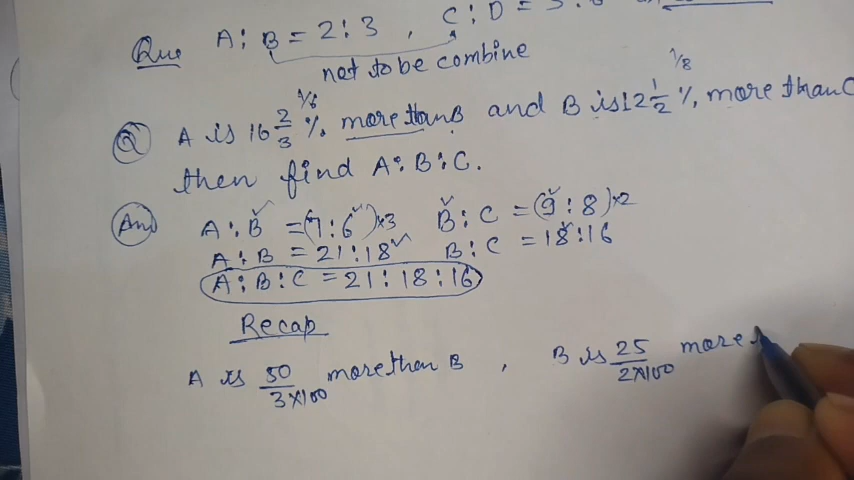 Que A : B = 2 : 3 , C : D =
not to be combine
Q A is 16 2/3 % 1/6 more than B and B is 12 1/2 % 1/8 more than C
then find A : B : C.
Ans A : B = (7 : 6)×3 B : C = (9 : 8)×2
A : B = 21 : 18 B : C = 18 : 16
A : B : C = 21 : 18 : 16
Recap
A is 50/3×100 more than B , B is 25/2×100 more